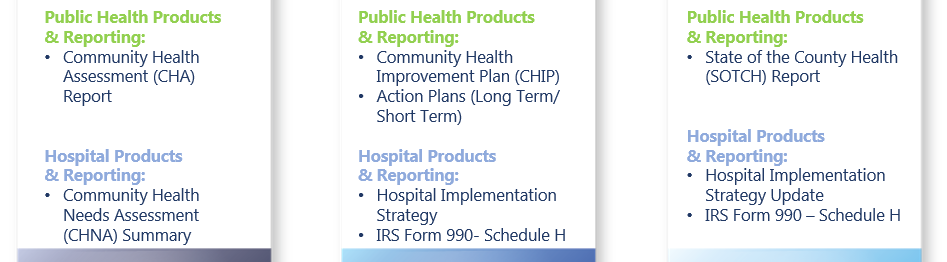 Public Health Products
& Reporting:
• Community Health
Assessment (CHA)
Report
Hospital Products
& Reporting:
• Community Health
Needs Assessment
(CHNA) Summary
Public Health Products
& Reporting:
• Community Health
Improvement Plan (CHIP)
• Action Plans (Long Term/
Short Term)
Hospital Products
& Reporting:
• Hospital Implementation
Strategy
• IRS Form 990- Schedule H
Public Health Products
& Reporting:
• State of the County Health
(SOTCH) Report
Hospital Products
& Reporting:
• Hospital Implementation
Strategy Update
• IRS Form 990 – Schedule H